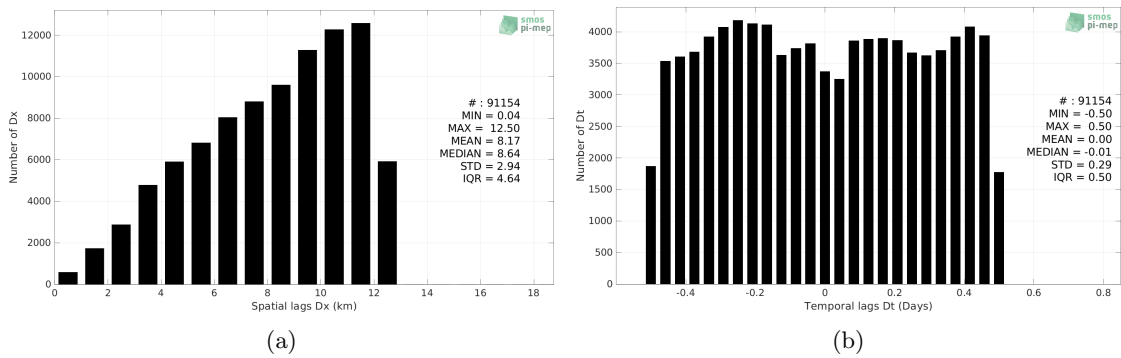 smos
pi-mep
12000
10000
8000
6000
4000
2000
0
Number of Dx
# : 91154
MIN = 0.04
MAX = 12.50
MEAN = 8.17
MEDIAN = 8.64
STD = 2.94
IQR = 4.64
0 2 4 6 8 10 12 14 16 18
Spatial lags Dx (km)
(a)
smos
pi-mep
4000
3500
3000
2500
2000
1500
1000
500
0
Number of Dt
# : 91154
MIN = -0.50
MAX = 0.50
MEAN = 0.00
MEDIAN = -0.01
STD = 0.29
IQR = 0.50
-0.4 -0.2 0 0.2 0.4 0.6 0.8
Temporal lags Dt (Days)
(b)